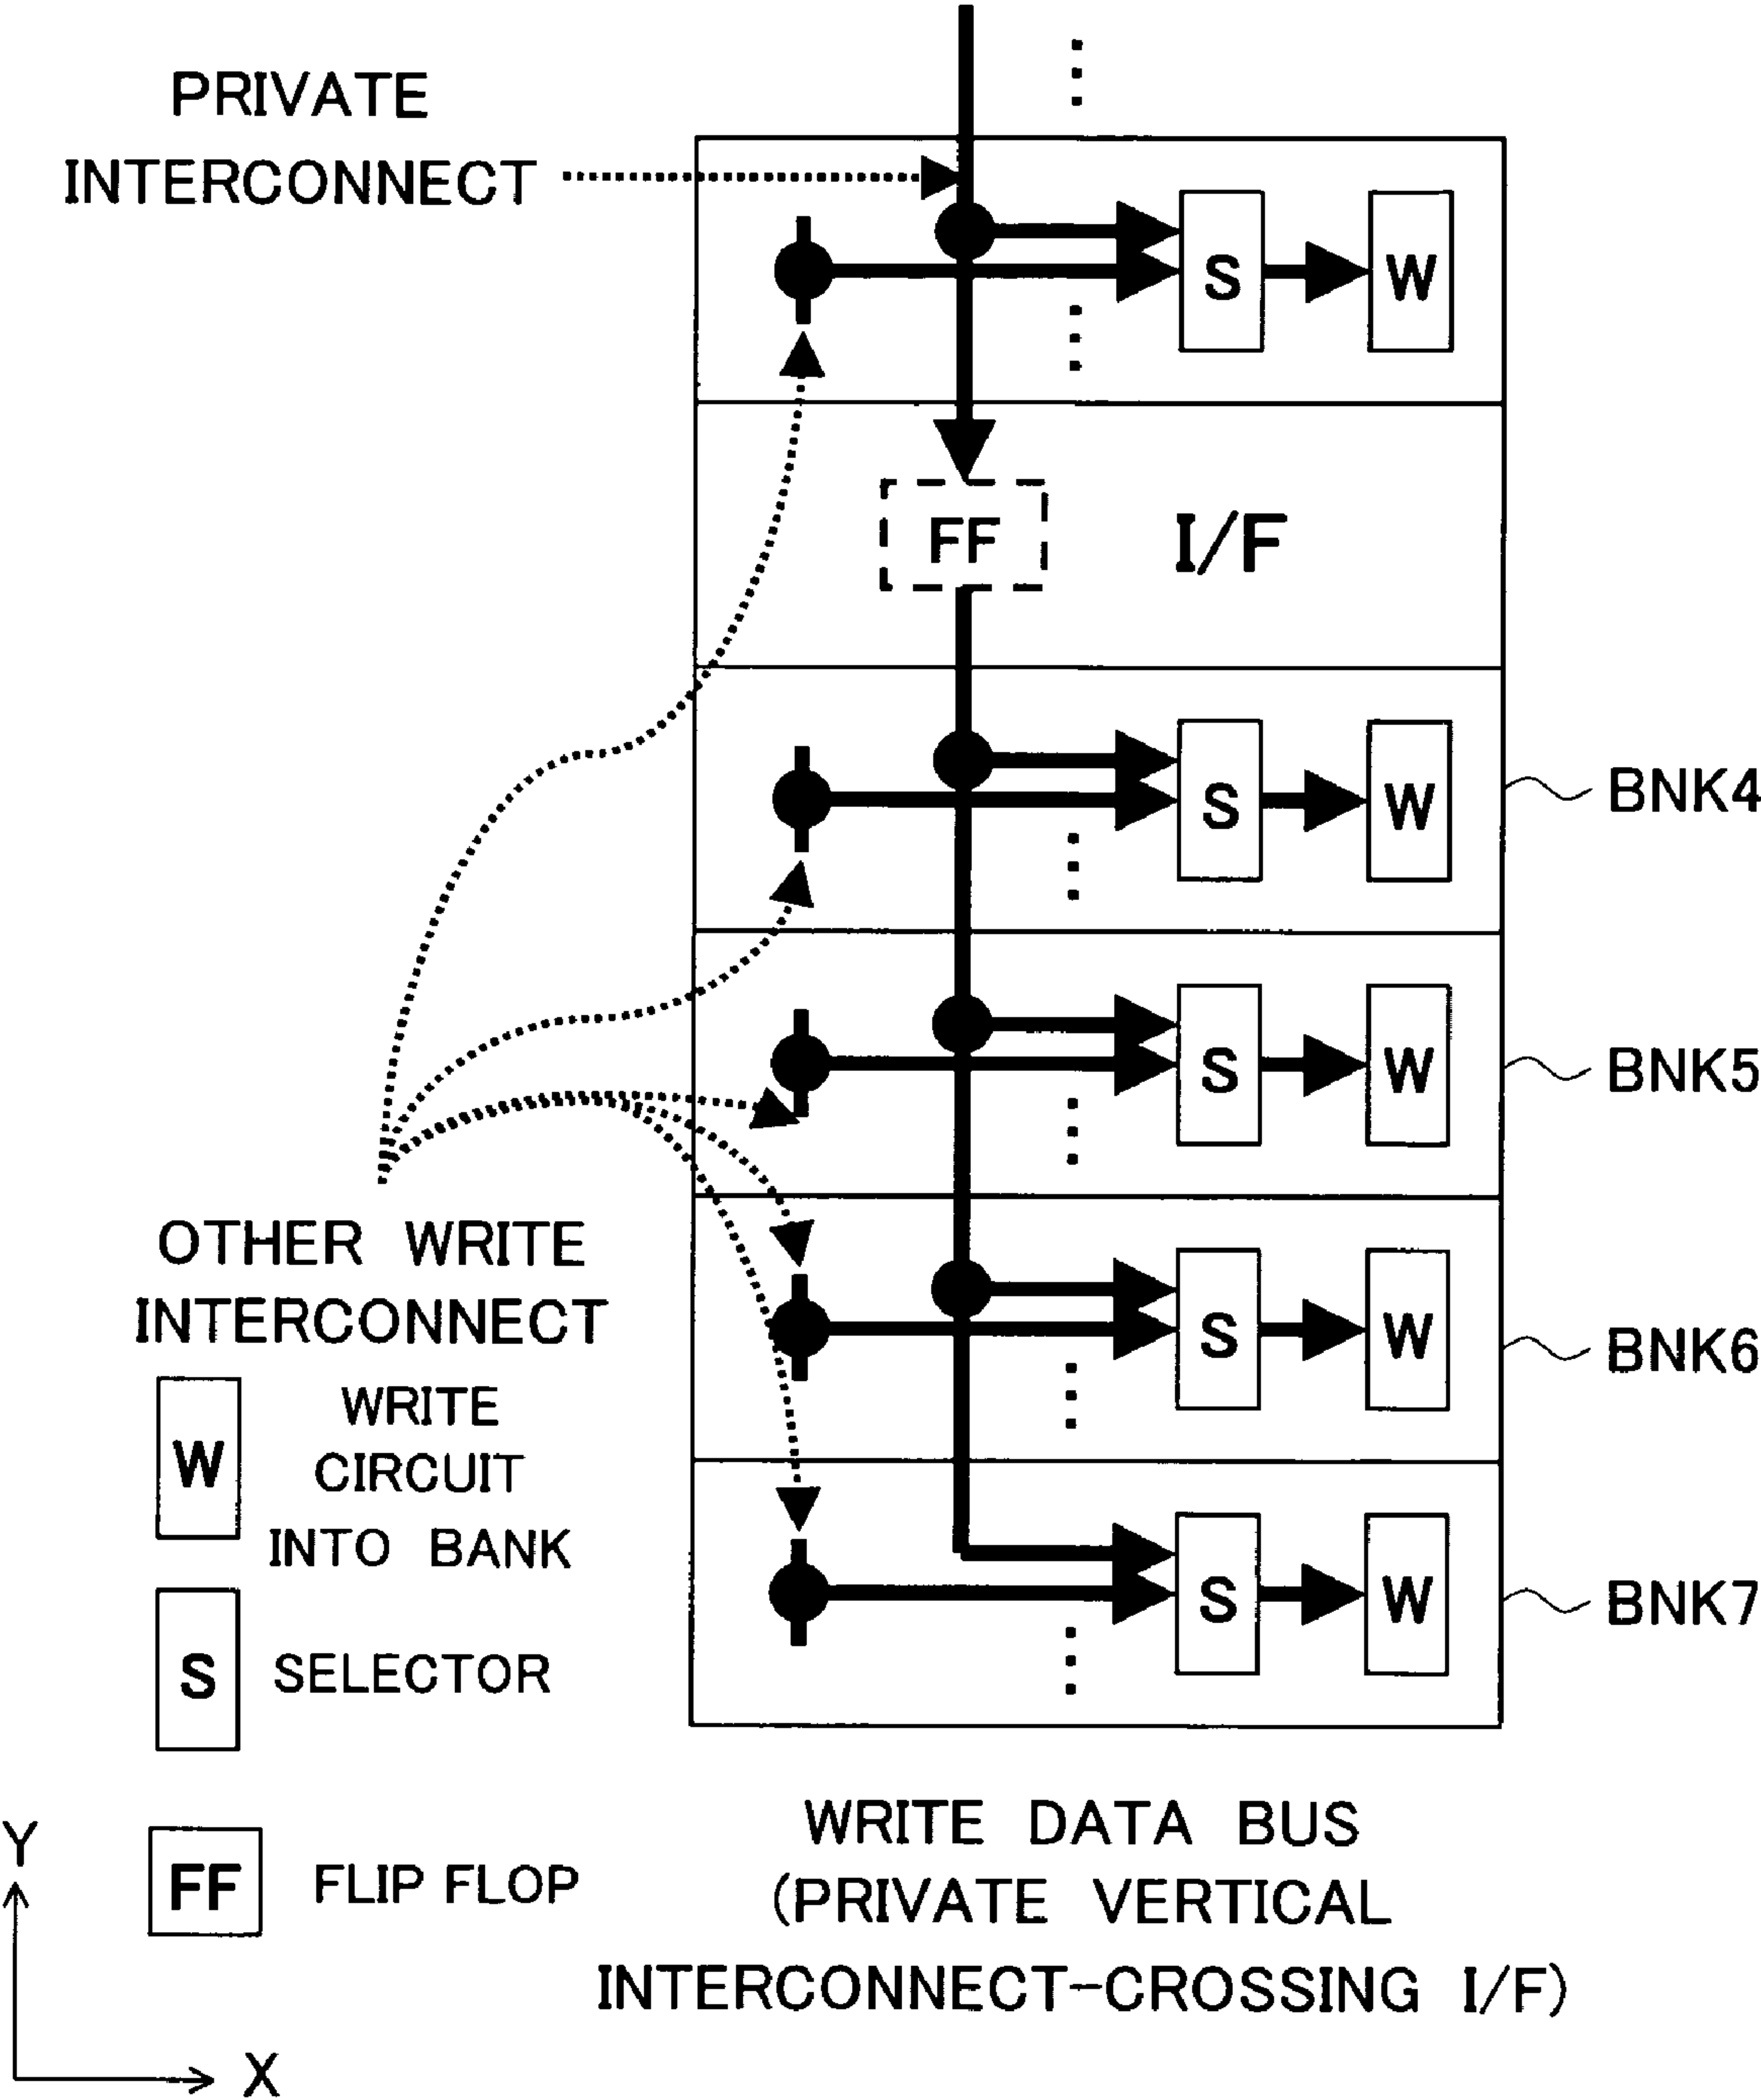 PRIVATE
INTERCONNECT
S W
FF I/F
S W BNK4
S W BNK5
S W BNK6
S W BNK7
OTHER WRITE
INTERCONNECT
W WRITE
CIRCUIT
INTO BANK
S SELECTOR
FF FLIP FLOP
Y
X
WRITE DATA BUS
(PRIVATE VERTICAL
INTERCONNECT-CROSSING I/F)